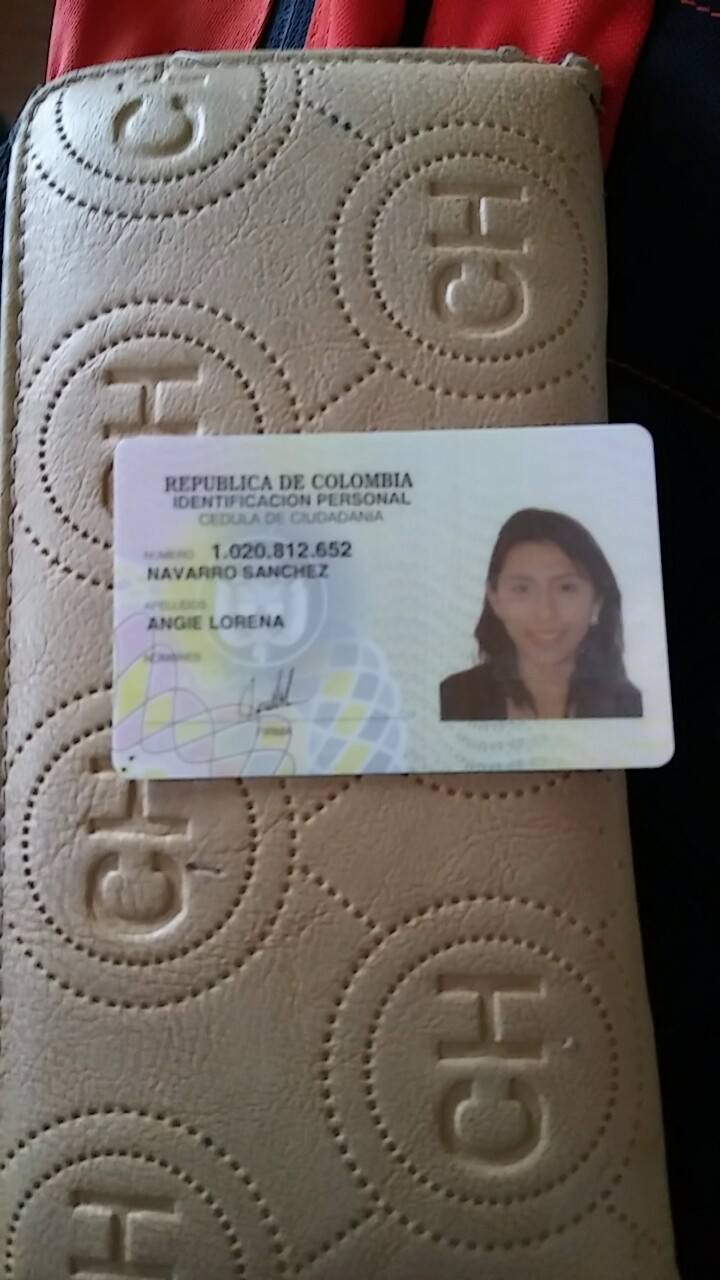 CH
CH
CH
REPUBLICA DE COLOMBIA
IDENTIFICACION PERSONAL
CEDULA DE CIUDADANIA
NUMERO 1.020.812.652
NAVARRO SANCHEZ
APELLIDOS
ANGIE LORENA
NOMBRES
FIRMA
CH
CH
CH